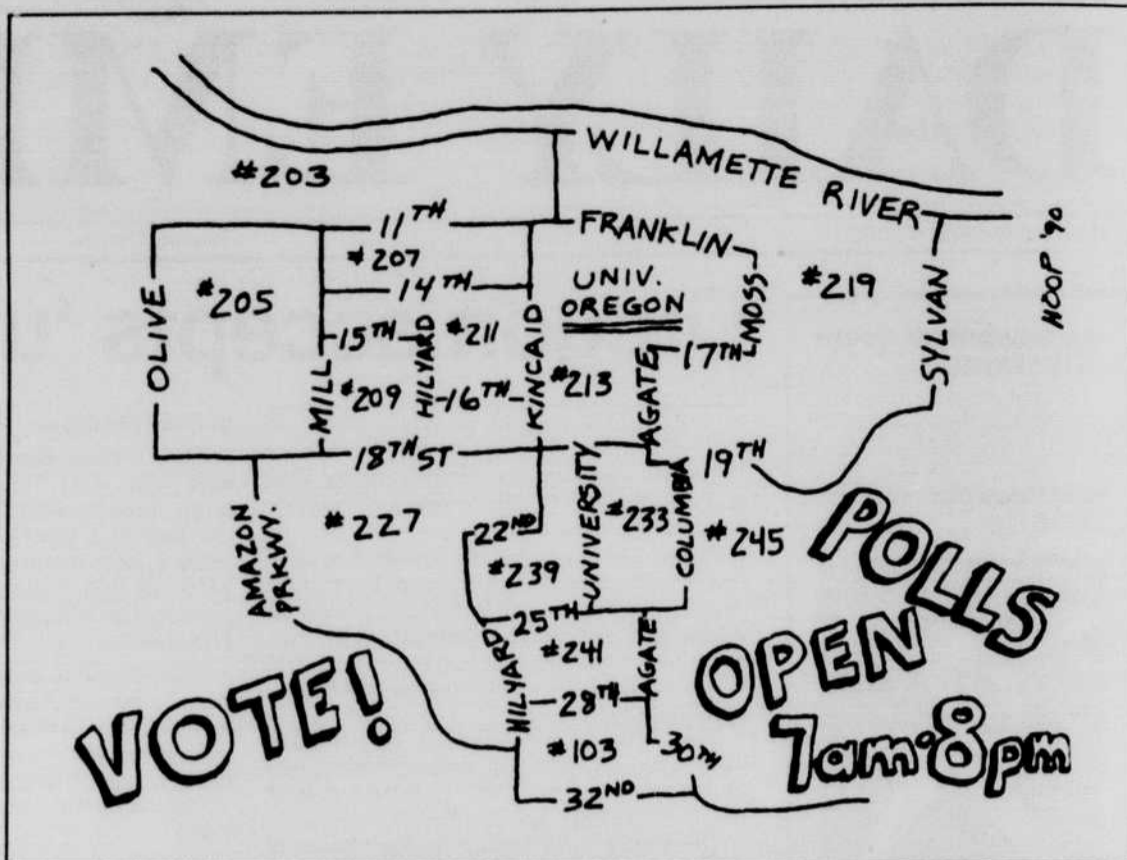 WILLAMETTE RIVER
#203
11TH
FRANKLIN
#207
OLIVE
#205
14TH
UNIV.
OREGON
MOSS
#219
SYLVAN
HOOP '90
15TH
HILYARD
#211
KINCAID
AGATE
17TH
MILL
#209
16TH
#213
18TH ST
UNIVERSITY
19TH
AMAZON
PRKWY.
#227
22ND
#233
COLUMBIA
#245
#239
25TH
HILYARD
#241
AGATE
28TH
#103
30TH
32ND
VOTE!
POLLS
OPEN
7am-8pm